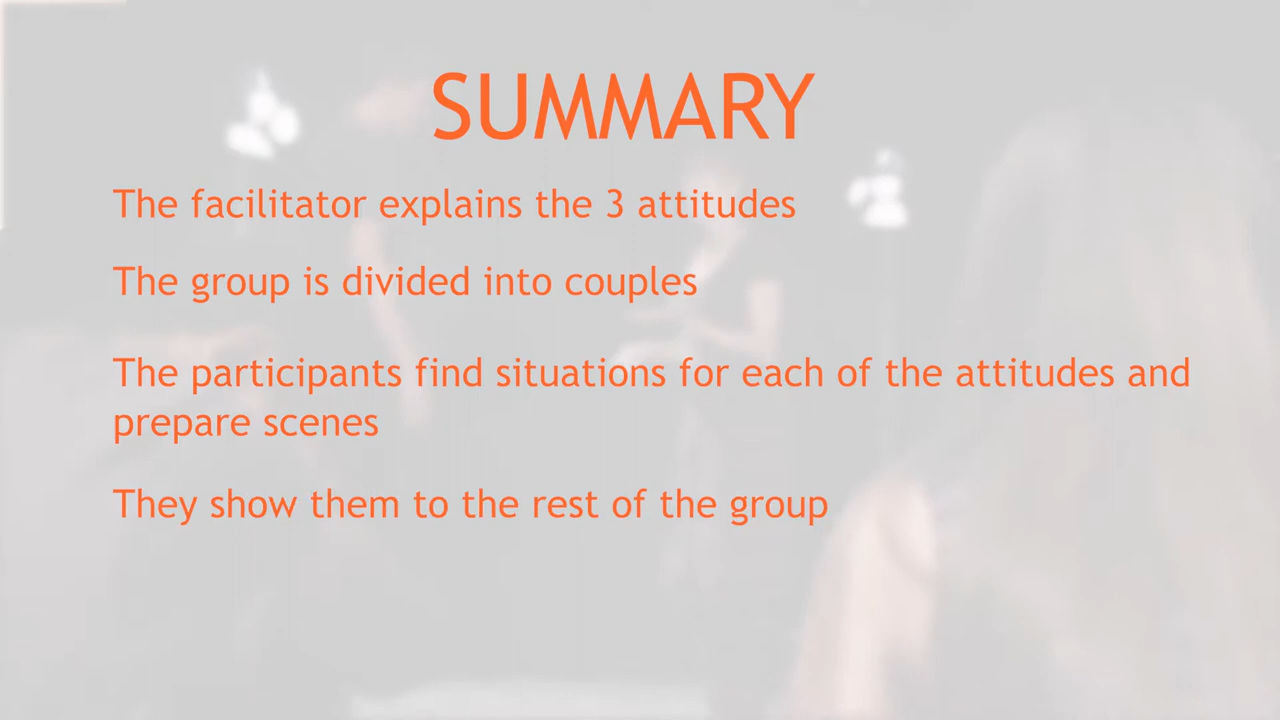 SUMMARY
The facilitator explains the 3 attitudes
The group is divided into couples
The participants find situations for each of the attitudes and
prepare scenes
They show them to the rest of the group